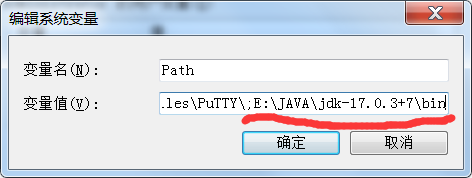 编辑系统变量
变量名(N):
Path
变量值(V):
.les\PuTTY\;E:\JAVA\jdk-17.0.3+7\bin
确定
取消